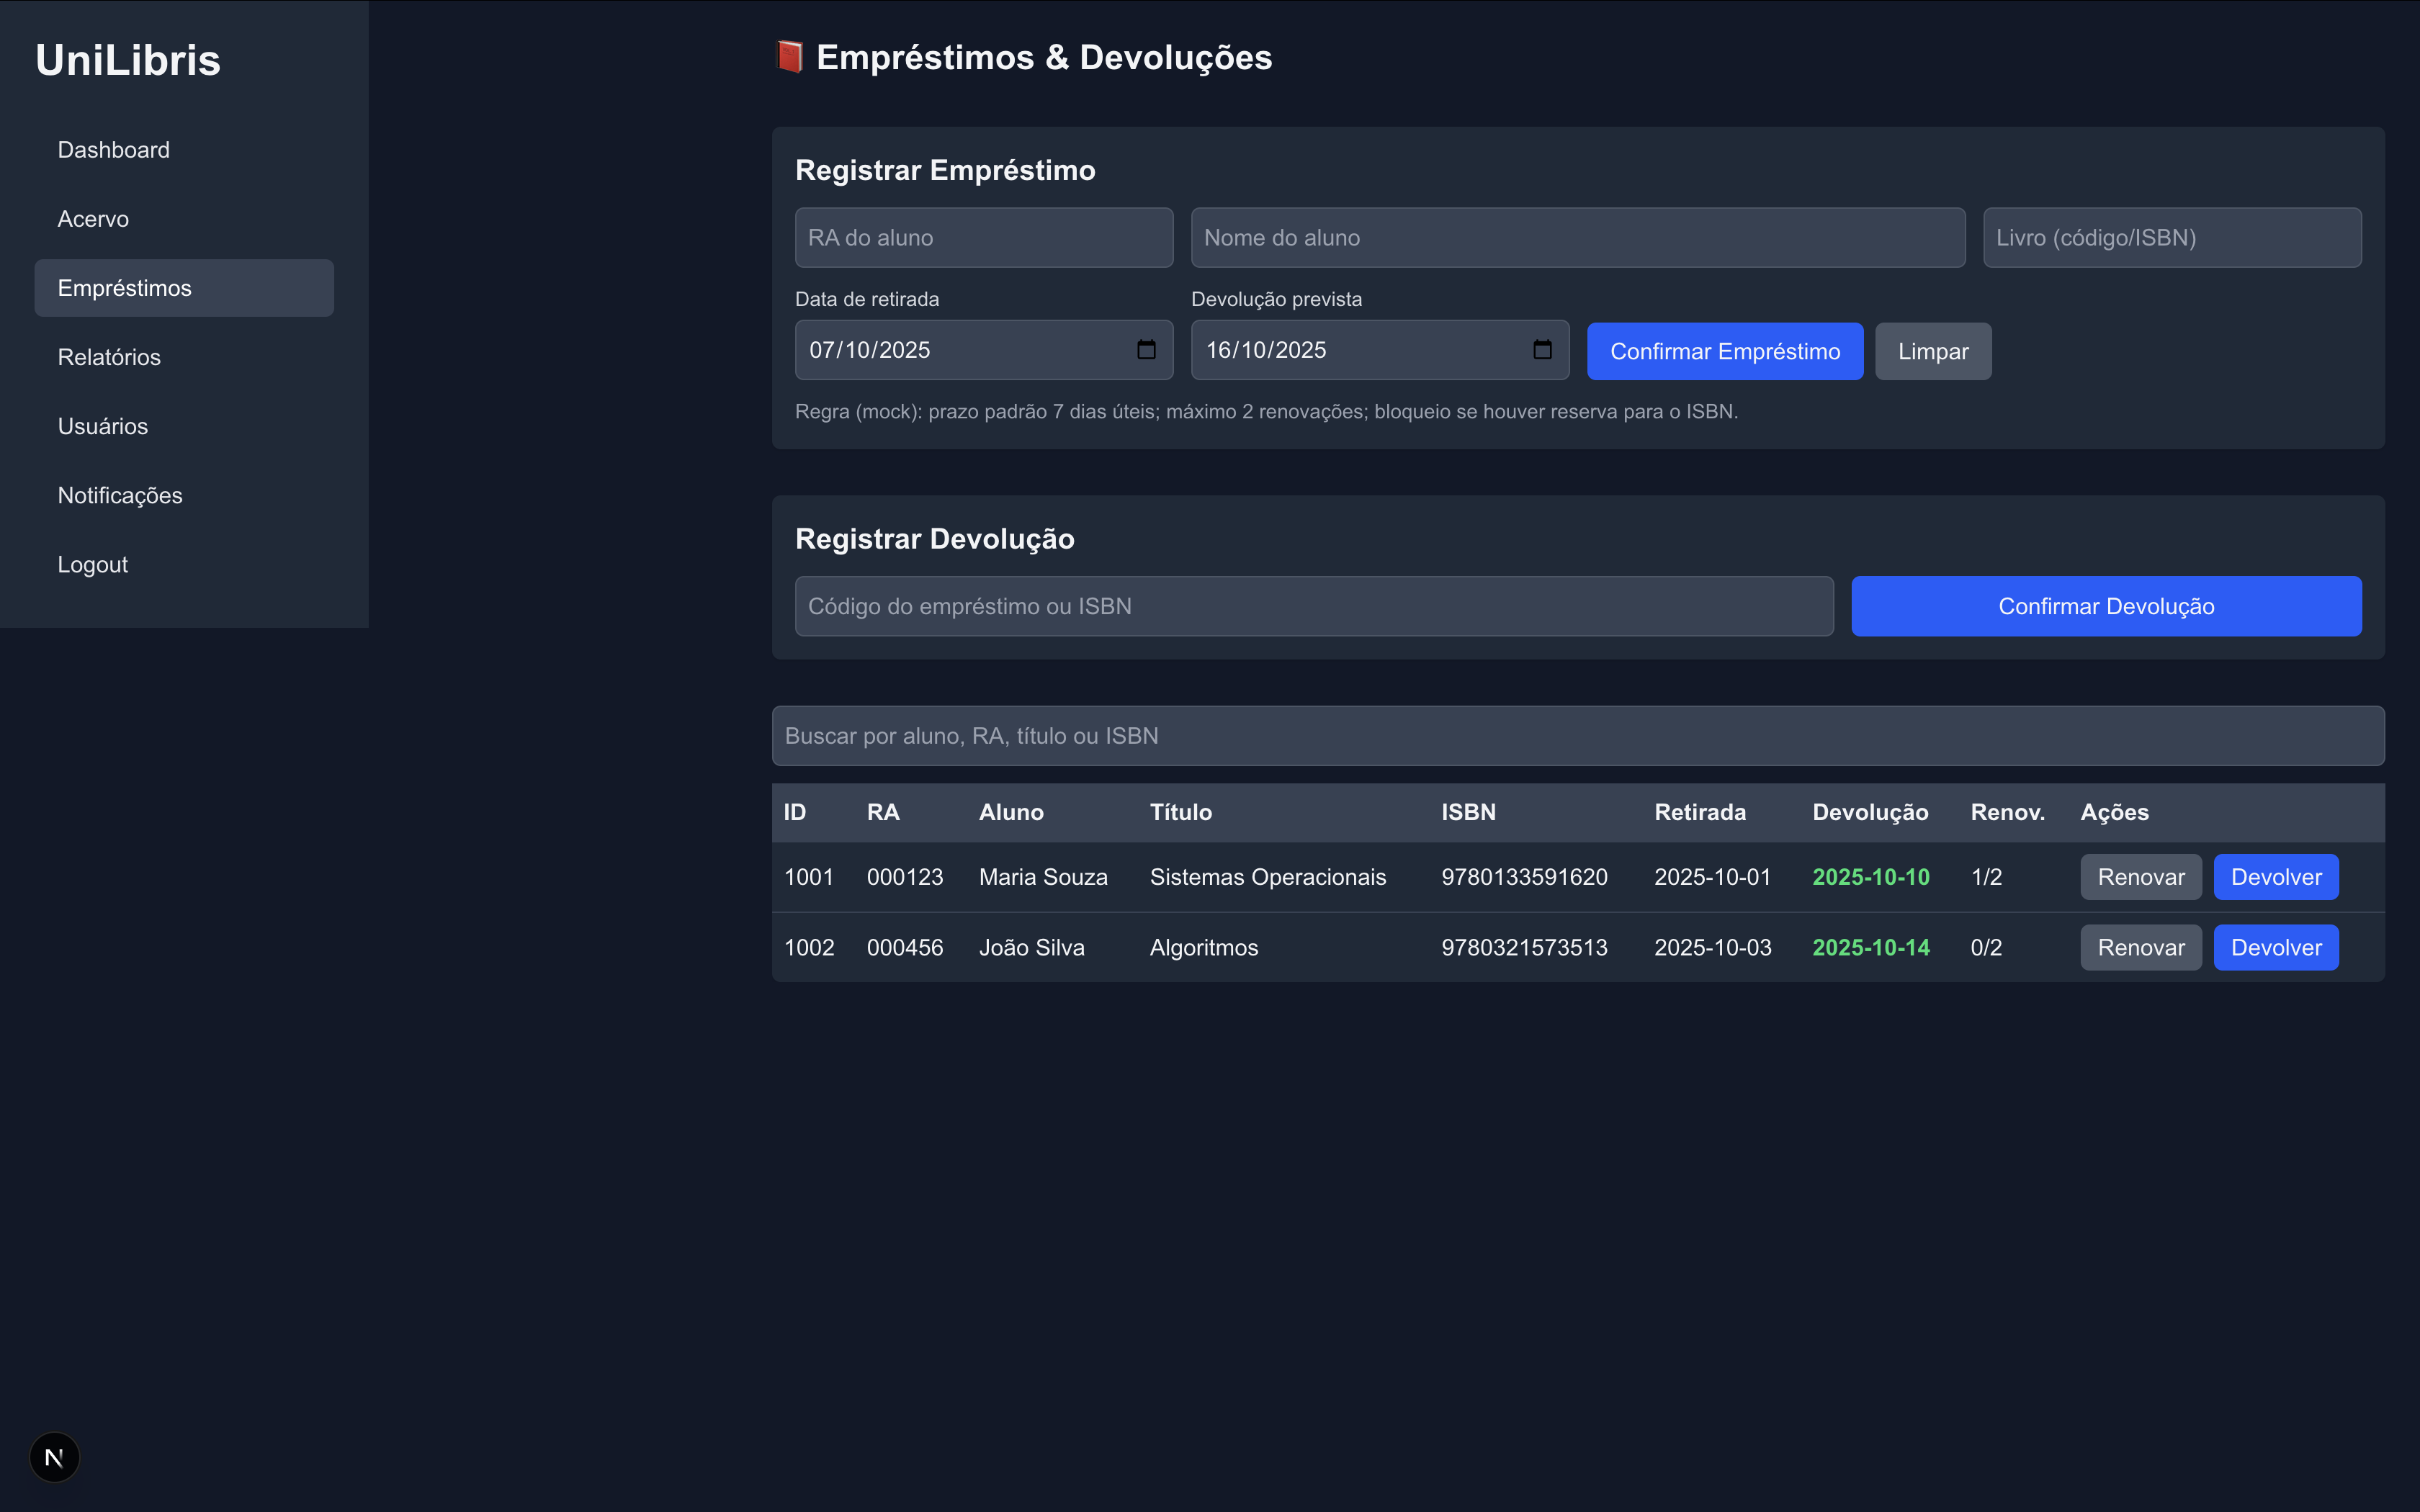 UniLibris
Dashboard
Acervo
Empréstimos
Relatórios
Usuários
Notificações
Logout
Empréstimos & Devoluções
Registrar Empréstimo
RA do aluno Nome do aluno Livro (código/ISBN)
Data de retirada Devolução prevista
07/10/2025 16/10/2025 Confirmar Empréstimo Limpar
Regra (mock): prazo padrão 7 dias úteis; máximo 2 renovações; bloqueio se houver reserva para o ISBN.
Registrar Devolução
Código do empréstimo ou ISBN Confirmar Devolução
Buscar por aluno, RA, título ou ISBN
ID RA Aluno Título ISBN Retirada Devolução Renov. Ações
1001 000123 Maria Souza Sistemas Operacionais 9780133591620 2025-10-01 2025-10-10 1/2 Renovar Devolver
1002 000456 João Silva Algoritmos 9780321573513 2025-10-03 2025-10-14 0/2 Renovar Devolver
N